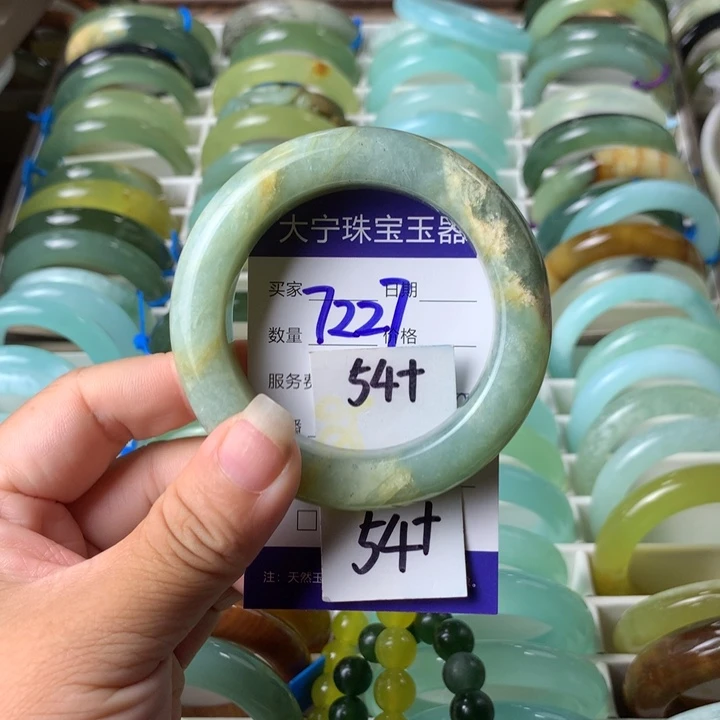 大宁珠宝玉器
买家 日期
7227
数量 价格
54+
服务费
54+
注：天然玉